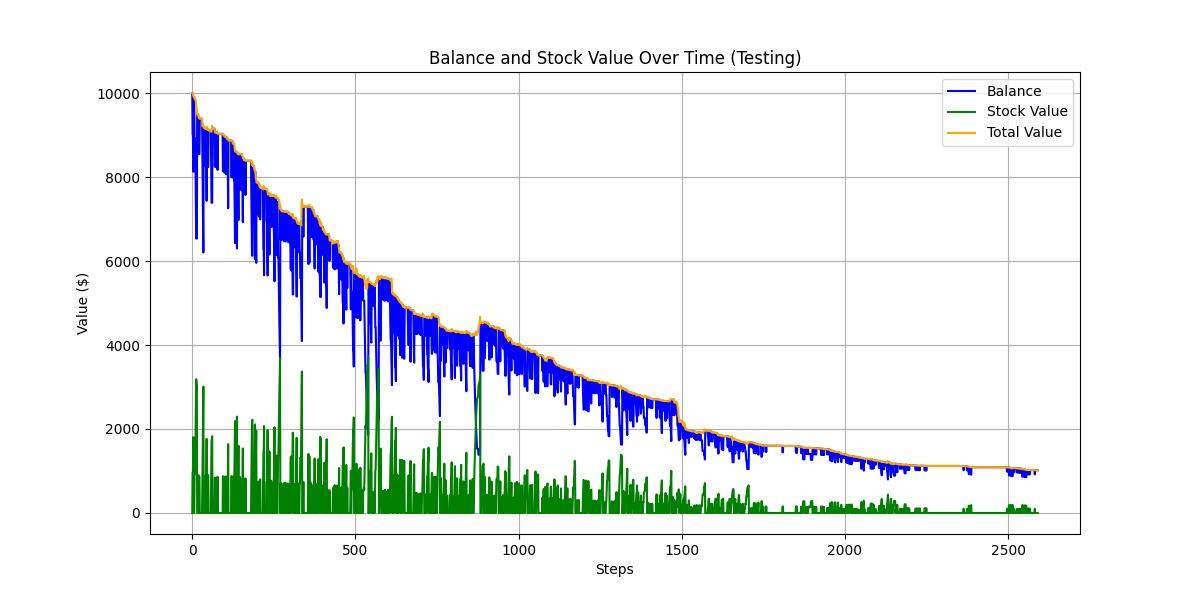 Balance and Stock Value Over Time (Testing)
10000
8000
6000
4000
2000
0
Value ($)
Balance
Stock Value
Total Value
0 500 1000 1500 2000 2500
Steps